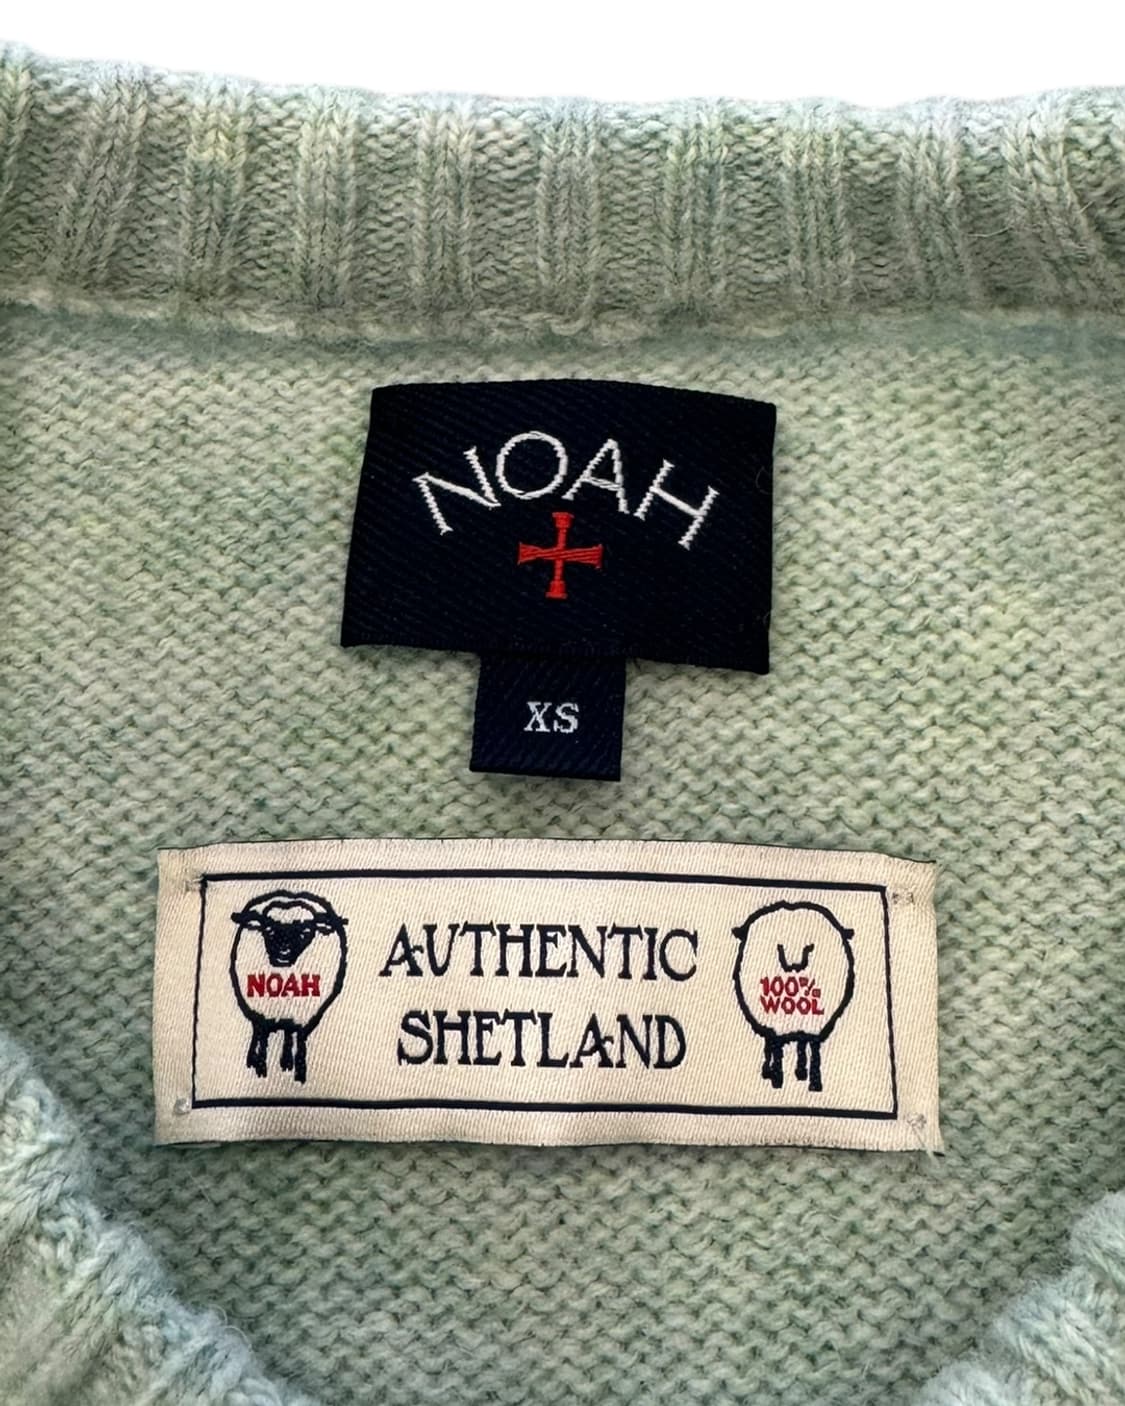 NOAH
XS
NOAH
AUTHENTIC
SHETLAND
100%
WOOL